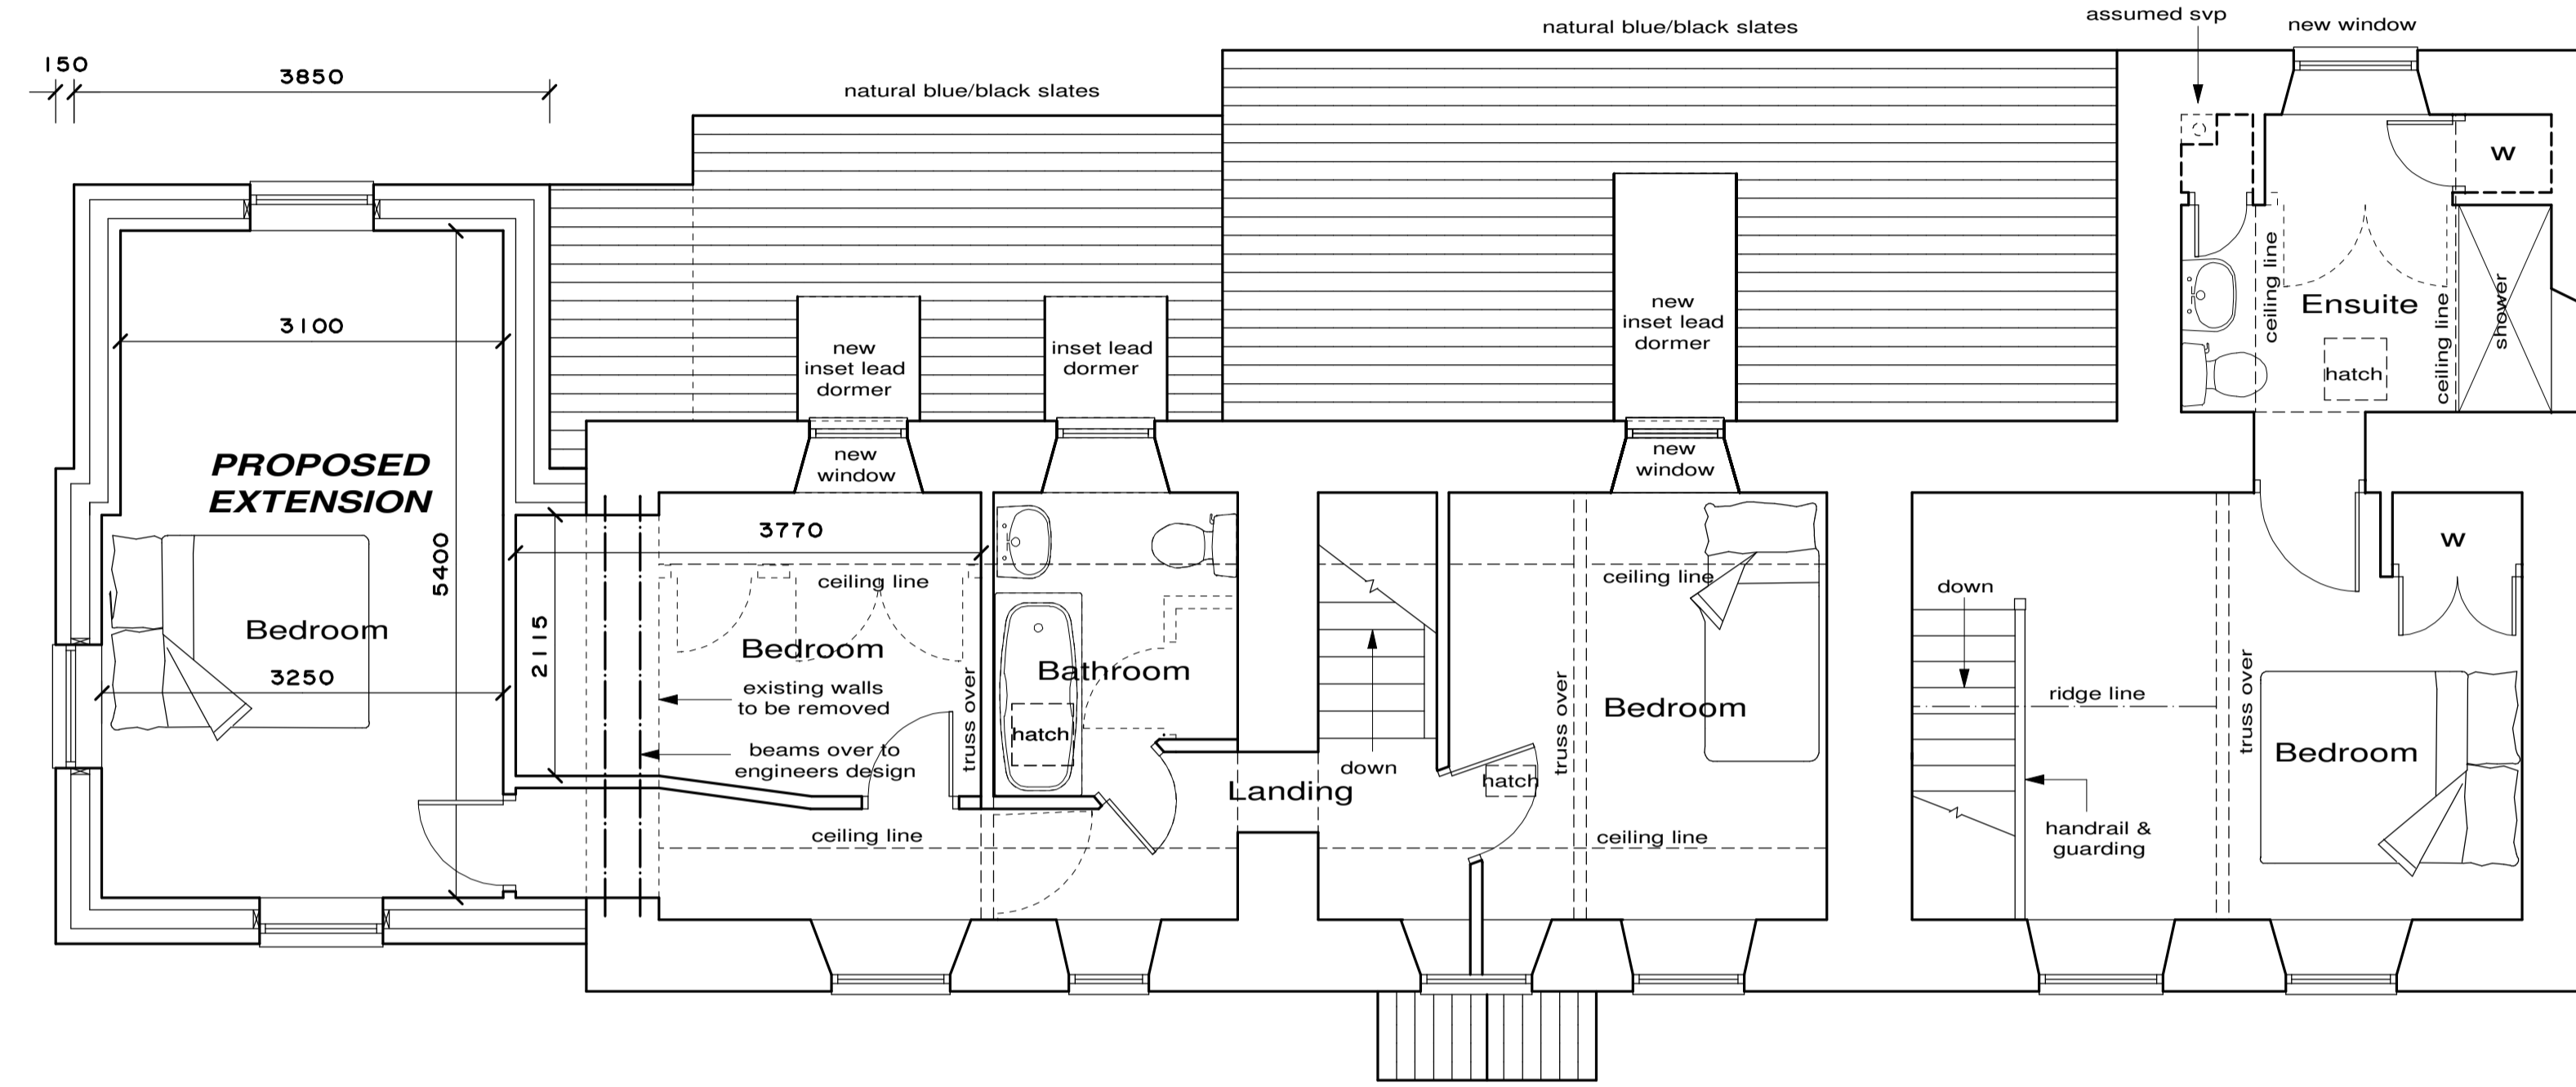 assumed svp
new window
natural blue/black slates
150
3850
natural blue/black slates
W
3100
ceiling line
Ensuite
ceiling line
shower
hatch
new
inset lead
dormer
inset lead
dormer
new
inset lead
dormer
new
window
new
window
PROPOSED
EXTENSION
5400
3770
ceiling line
ceiling line
W
down
2115
Bedroom
Bedroom
Bathroom
3250
existing walls
to be removed
truss over
hatch
beams over to
engineers design
down
Landing
truss over
Bedroom
hatch
ridge line
truss over
Bedroom
ceiling line
ceiling line
handrail &
guarding